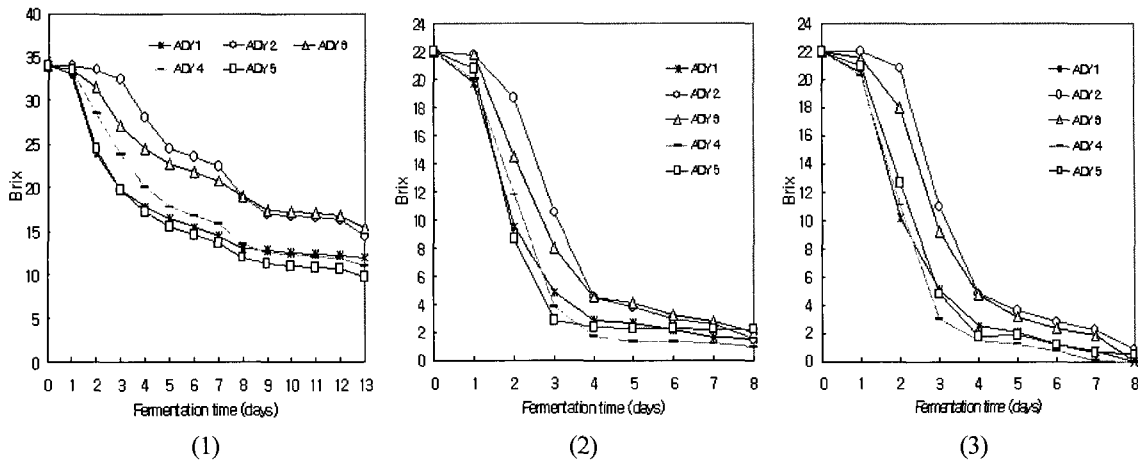 40
35
30
25
20
15
10
5
0
Brix
ADY1 ADY2 ADY3
ADY4 ADY5
0 1 2 3 4 5 6 7 8 9 10 11 12 13
Fermentation time (days)
(1)
24
22
20
18
16
14
12
10
8
6
4
2
0
Brix
ADY1
ADY2
ADY3
ADY4
ADY5
0 1 2 3 4 5 6 7 8
Fermentation time (days)
(2)
24
22
20
18
16
14
12
10
8
6
4
2
0
Brix
ADY1
ADY2
ADY3
ADY4
ADY5
0 1 2 3 4 5 6 7 8
Fermentation time (days)
(3)